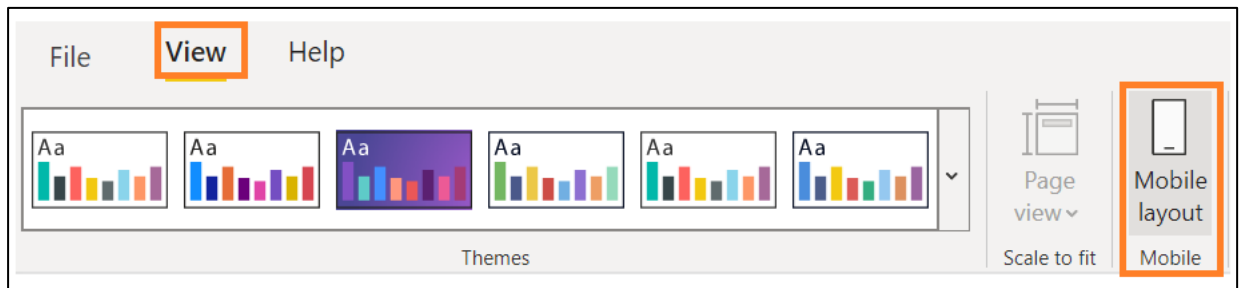 File View Help
Aa Aa Aa Aa Aa Aa
Page
view
Mobile
layout
Themes Scale to fit Mobile